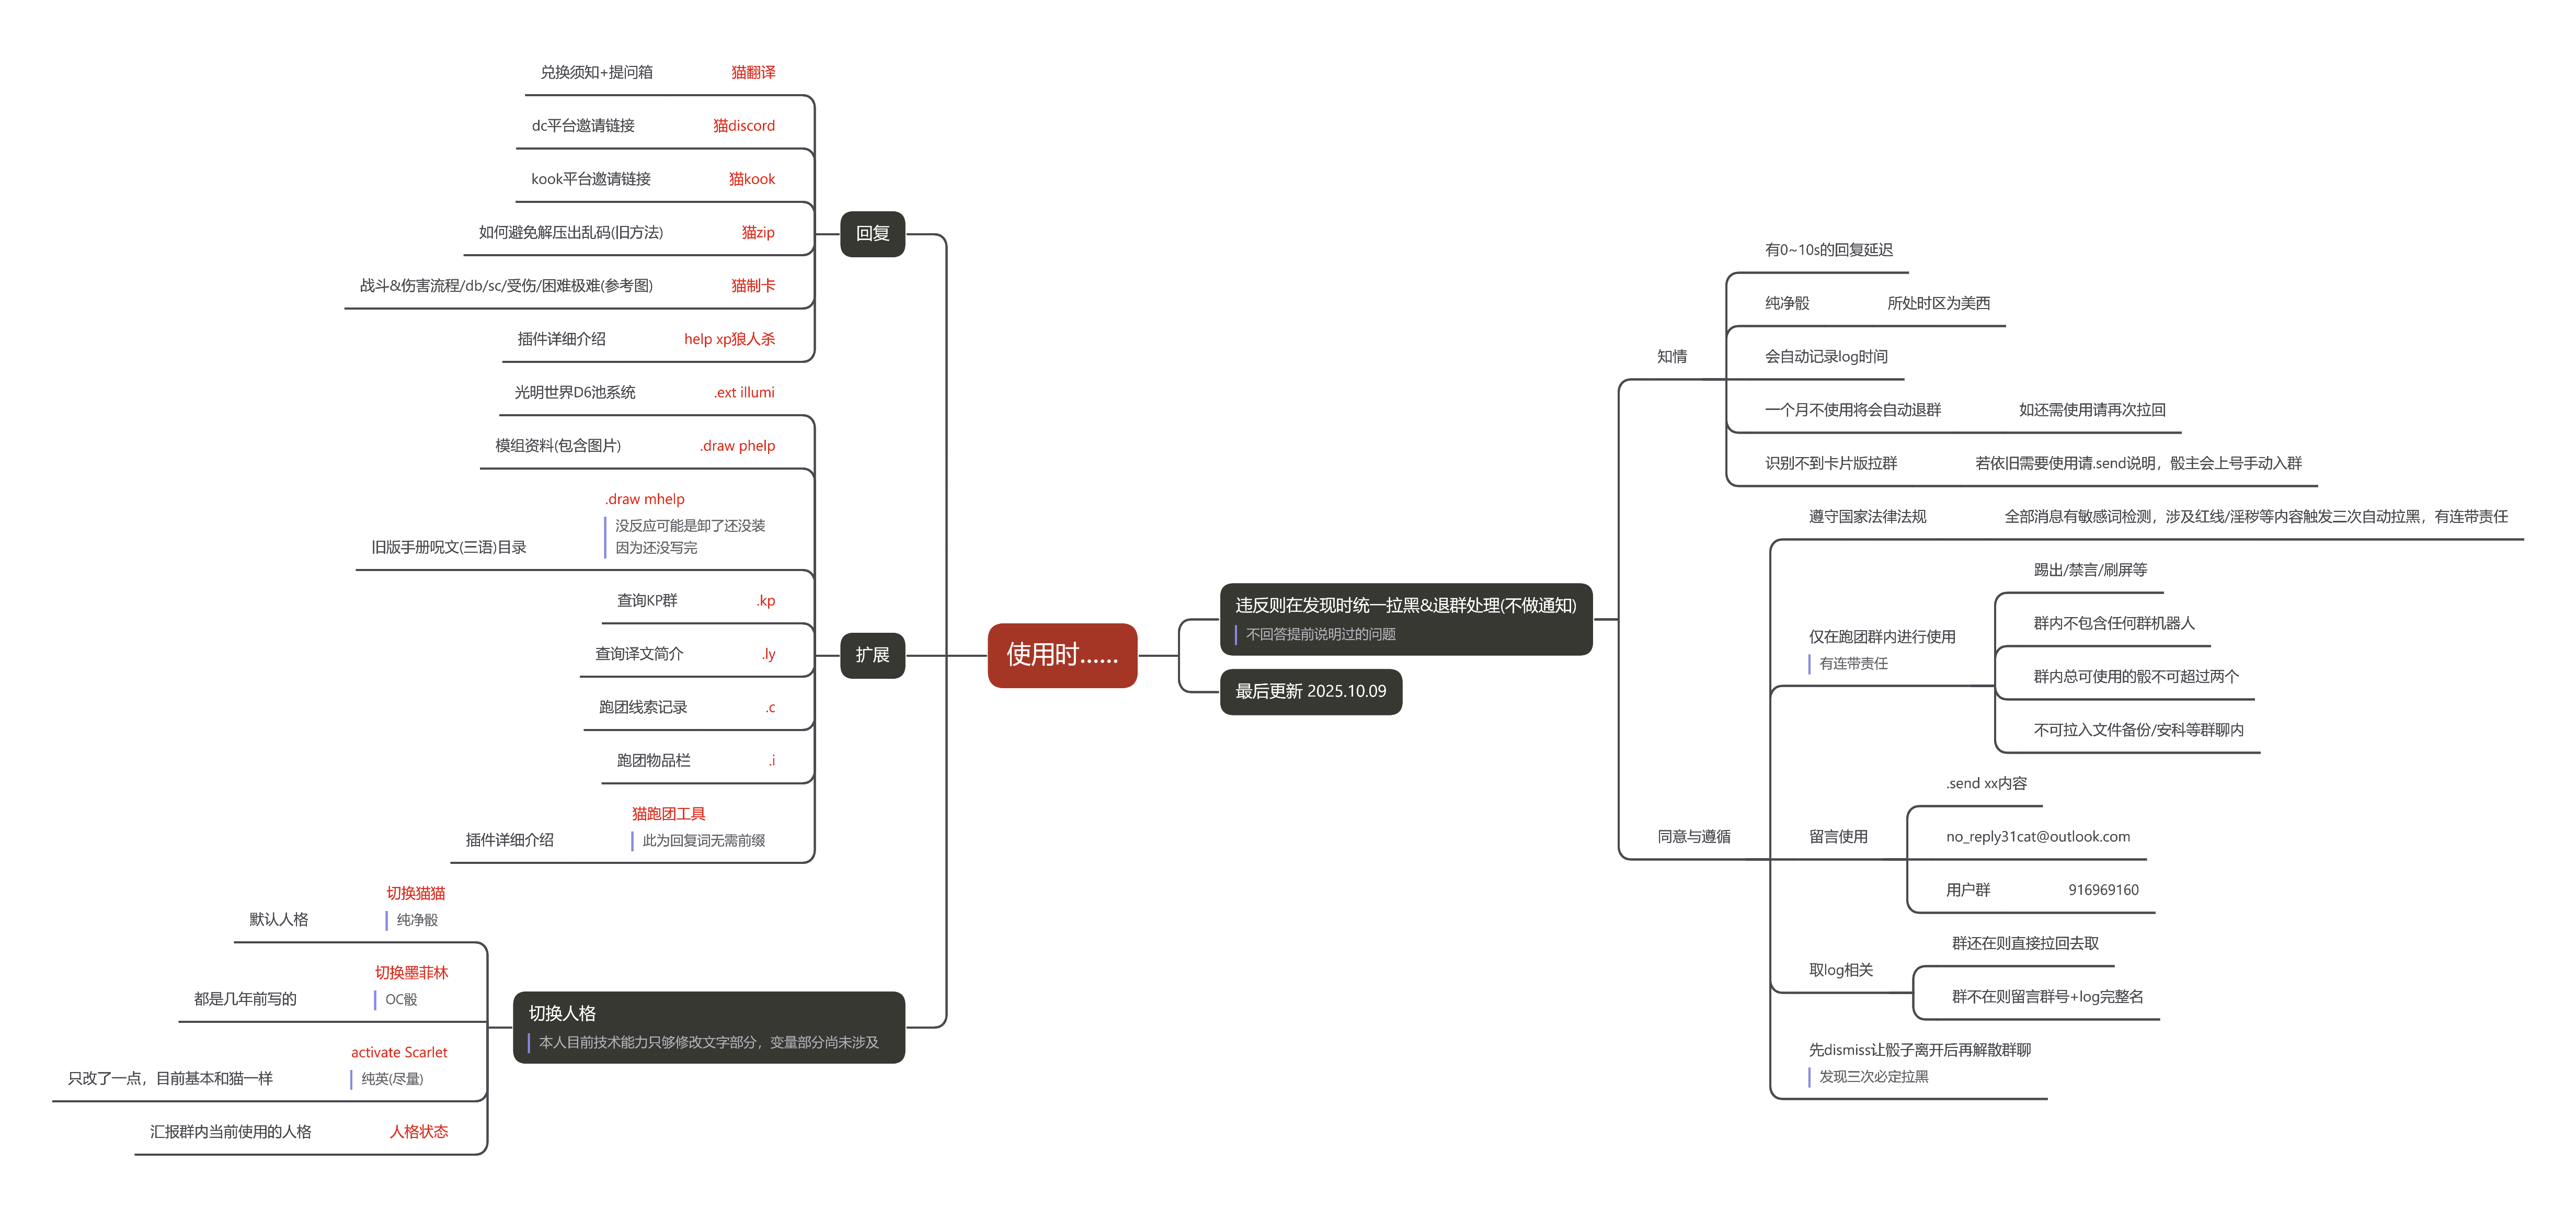 使用时......
回复
兑换须知+提问箱 猫翻译
dc平台邀请链接 猫discord
kook平台邀请链接 猫kook
如何避免解压出乱码(旧方法) 猫zip
战斗&伤害流程/db/sc/受伤/困难极难(参考图) 猫制卡
插件详细介绍 help xp狼人杀
扩展
光明世界D6池系统 .ext illumi
模组资料(包含图片) .draw phelp
.draw mhelp
没反应可能是卸了还没装
旧版手册呪文(三语)目录 因为还没写完
查询KP群 .kp
查询译文简介 .ly
跑团线索记录 .c
跑团物品栏 .i
猫跑团工具
插件详细介绍 此为回复词无需前缀
切换人格
本人目前技术能力只够修改文字部分，变量部分尚未涉及
切换猫猫
默认人格 纯净骰
切换墨菲林
都是几年前写的 OC骰
activate Scarlet
只改了一点，目前基本和猫一样 纯英(尽量)
汇报群内当前使用的人格 人格状态
违反则在发现时统一拉黑&退群处理(不做通知)
不回答提前说明过的问题
知情
有0~10s的回复延迟
纯净骰 所处时区为美西
会自动记录log时间
一个月不使用将会自动退群 如还需使用请再次拉回
识别不到卡片版拉群 若依旧需要使用请.send说明，骰主会上号手动入群
同意与遵循
遵守国家法律法规 全部消息有敏感词检测，涉及红线/淫秽等内容触发三次自动拉黑，有连带责任
仅在跑团群内进行使用
有连带责任
踢出/禁言/刷屏等
群内不包含任何群机器人
群内总可使用的骰不可超过两个
不可拉入文件备份/安科等群聊内
留言使用
.send xx内容
no_reply31cat@outlook.com
用户群 916969160
取log相关
群还在则直接拉回去取
群不在则留言群号+log完整名
先dismiss让骰子离开后再解散群聊
发现三次必定拉黑
最后更新 2025.10.09